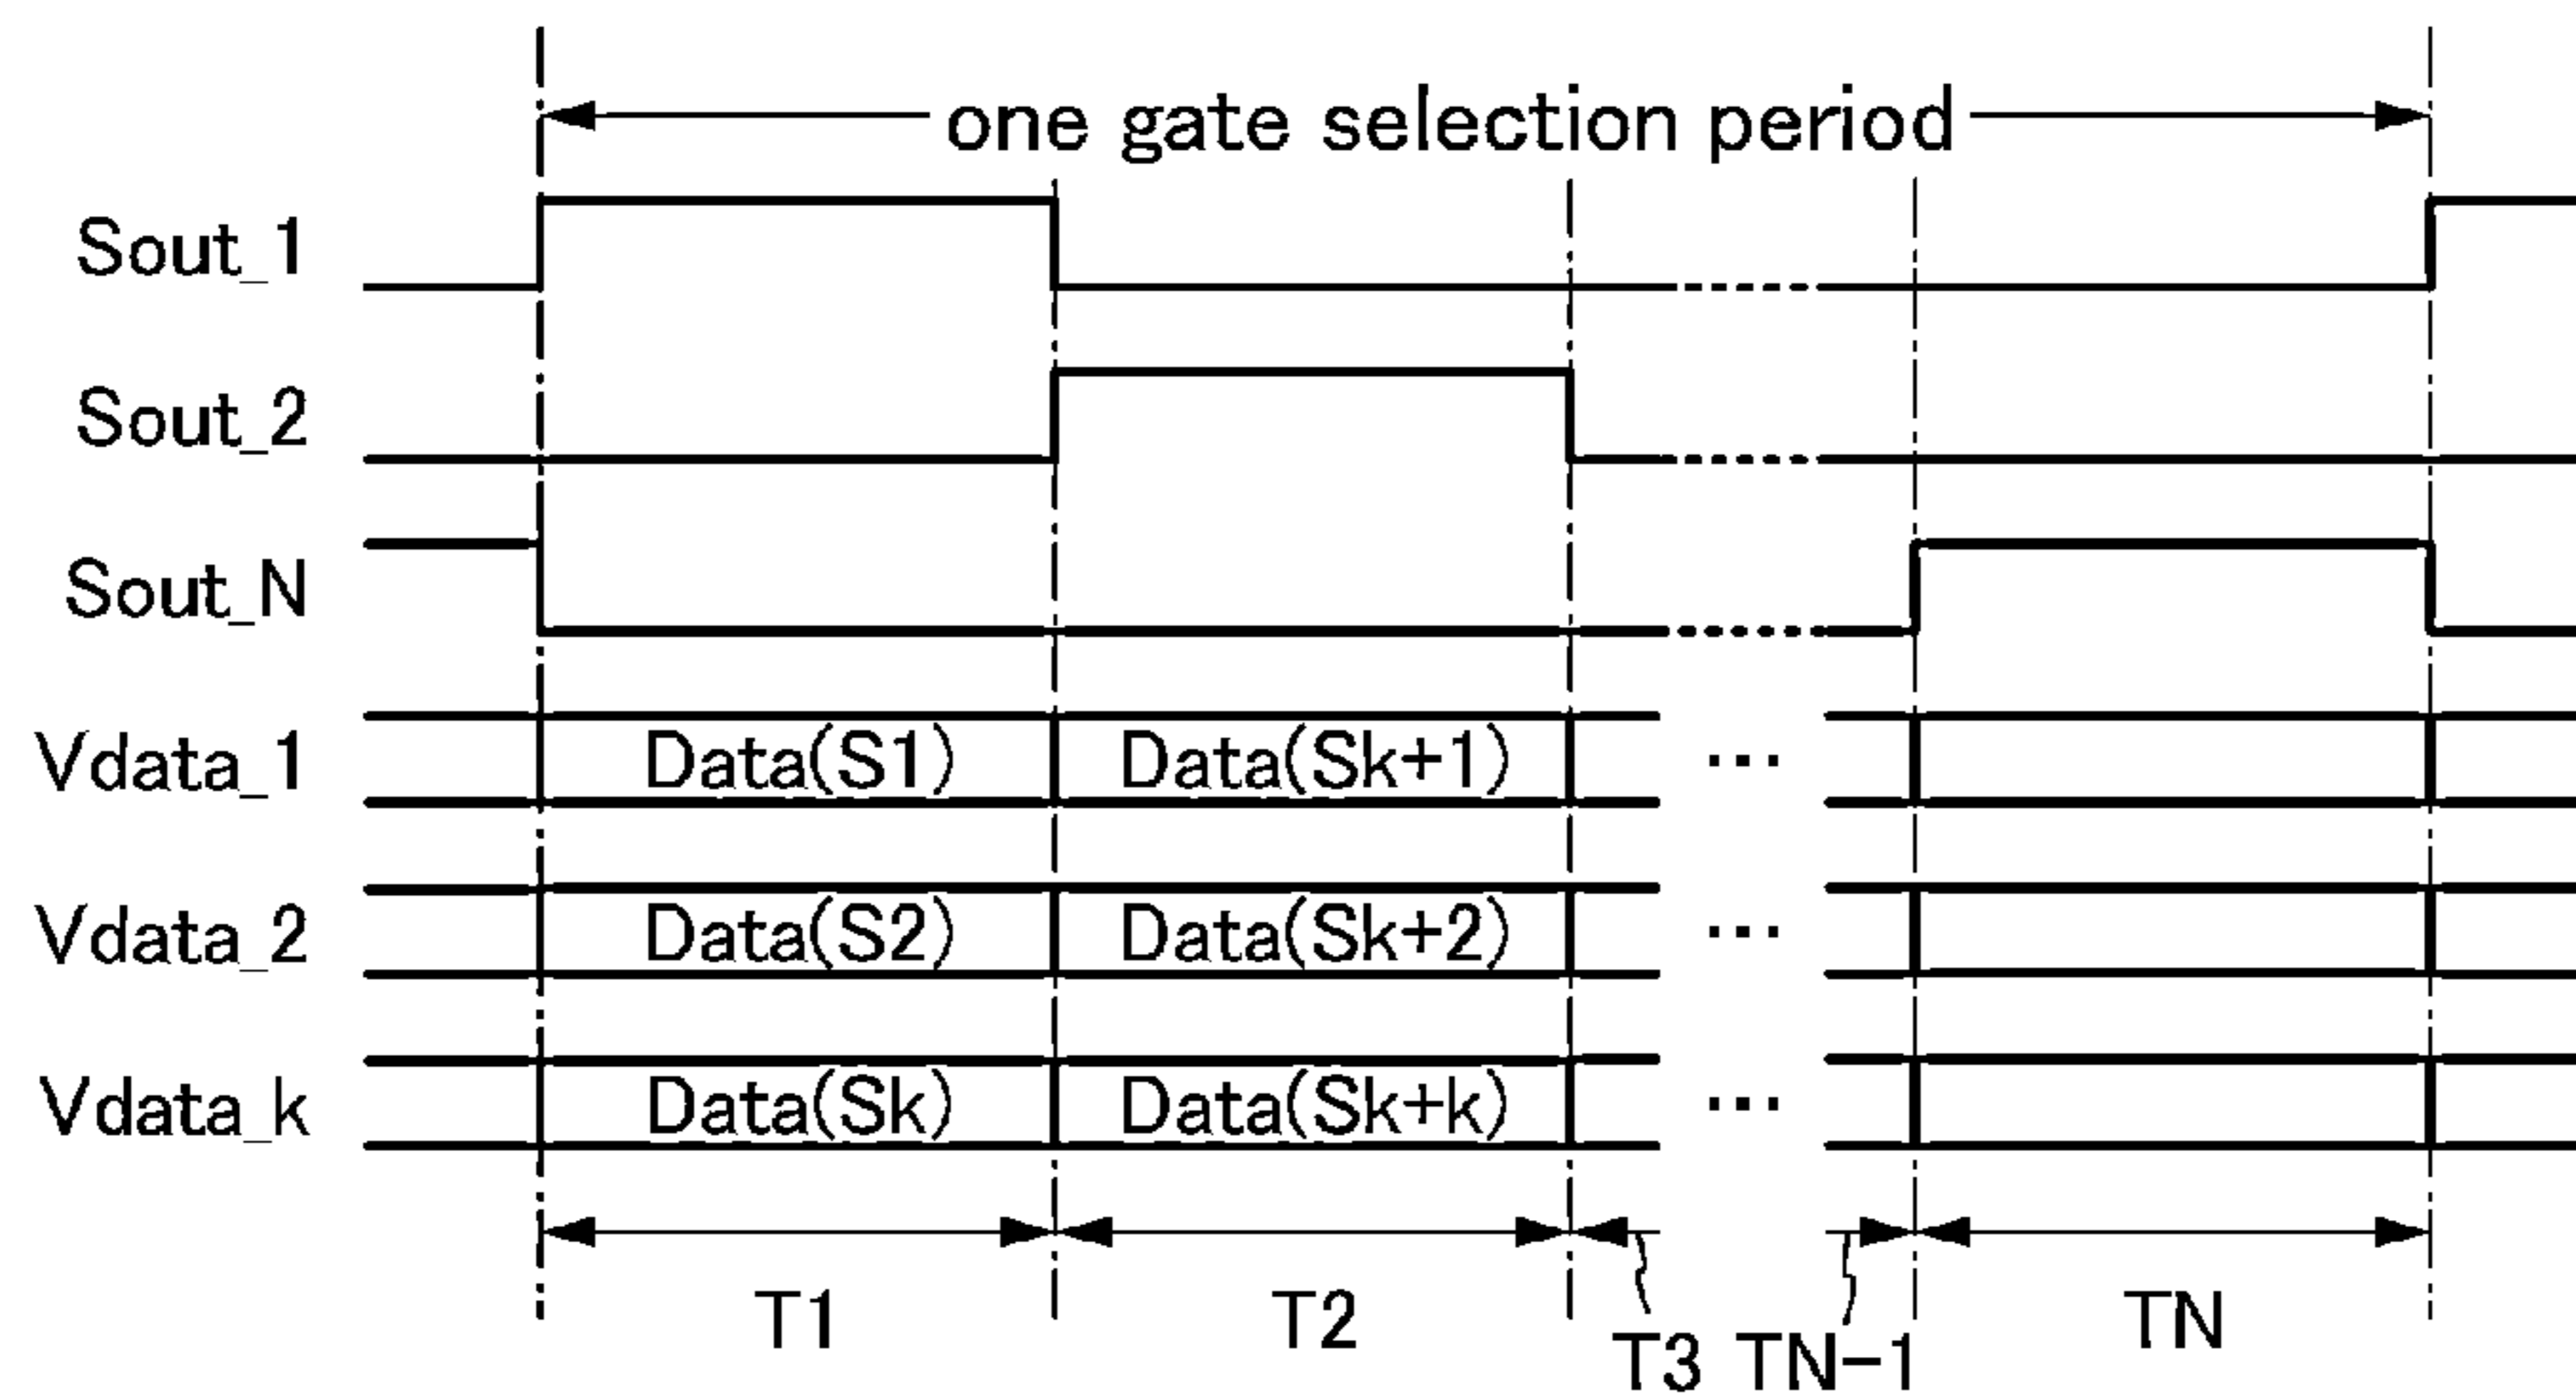 one gate selection period
Sout_1
Sout_2
Sout_N
Vdata_1 Data(S1) Data(Sk+1) ...
Vdata_2 Data(S2) Data(Sk+2) ...
Vdata_k Data(Sk) Data(Sk+k) ...
T1 T2 T3 TN-1 TN